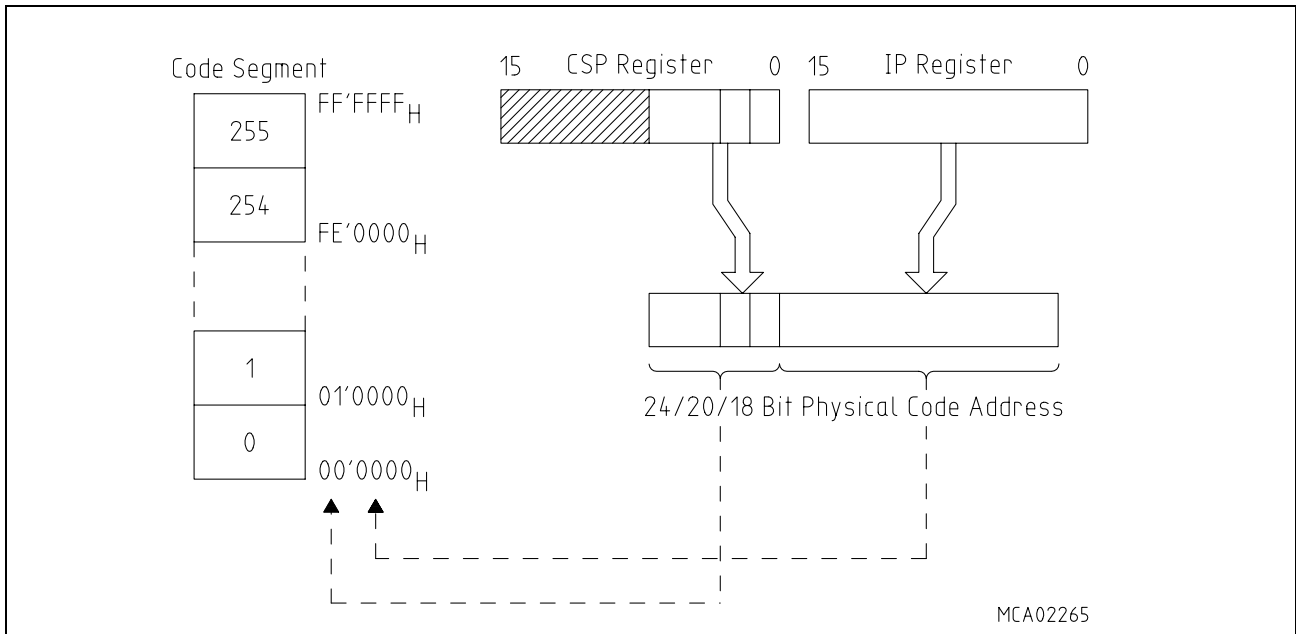 Code Segment
FF'FFFFH
255
254
FE'0000H
1
01'0000H
0
00'0000H
15 CSP Register 0
15 IP Register 0
24/20/18 Bit Physical Code Address
MCA02265